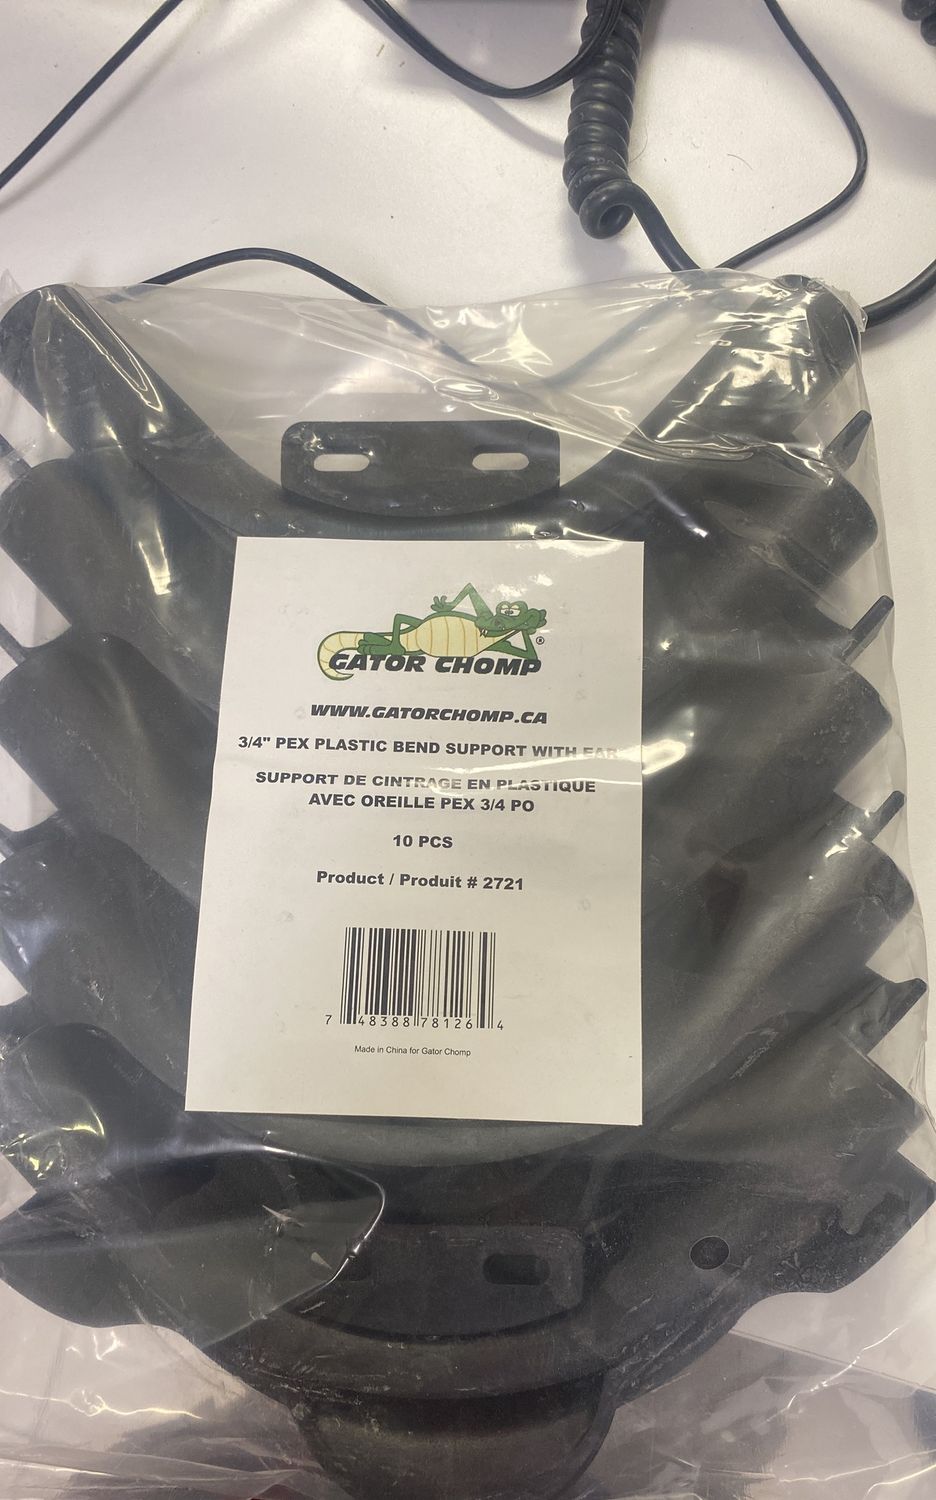 GATOR CHOMP ®
WWW.GATORCHOMP.CA
3/4" PEX PLASTIC BEND SUPPORT WITH EAR
SUPPORT DE CINTRAGE EN PLASTIQUE
AVEC OREILLE PEX 3/4 PO
10 PCS
Product / Produit # 2721
7 48388 78126 4
Made in China for Gator Chomp